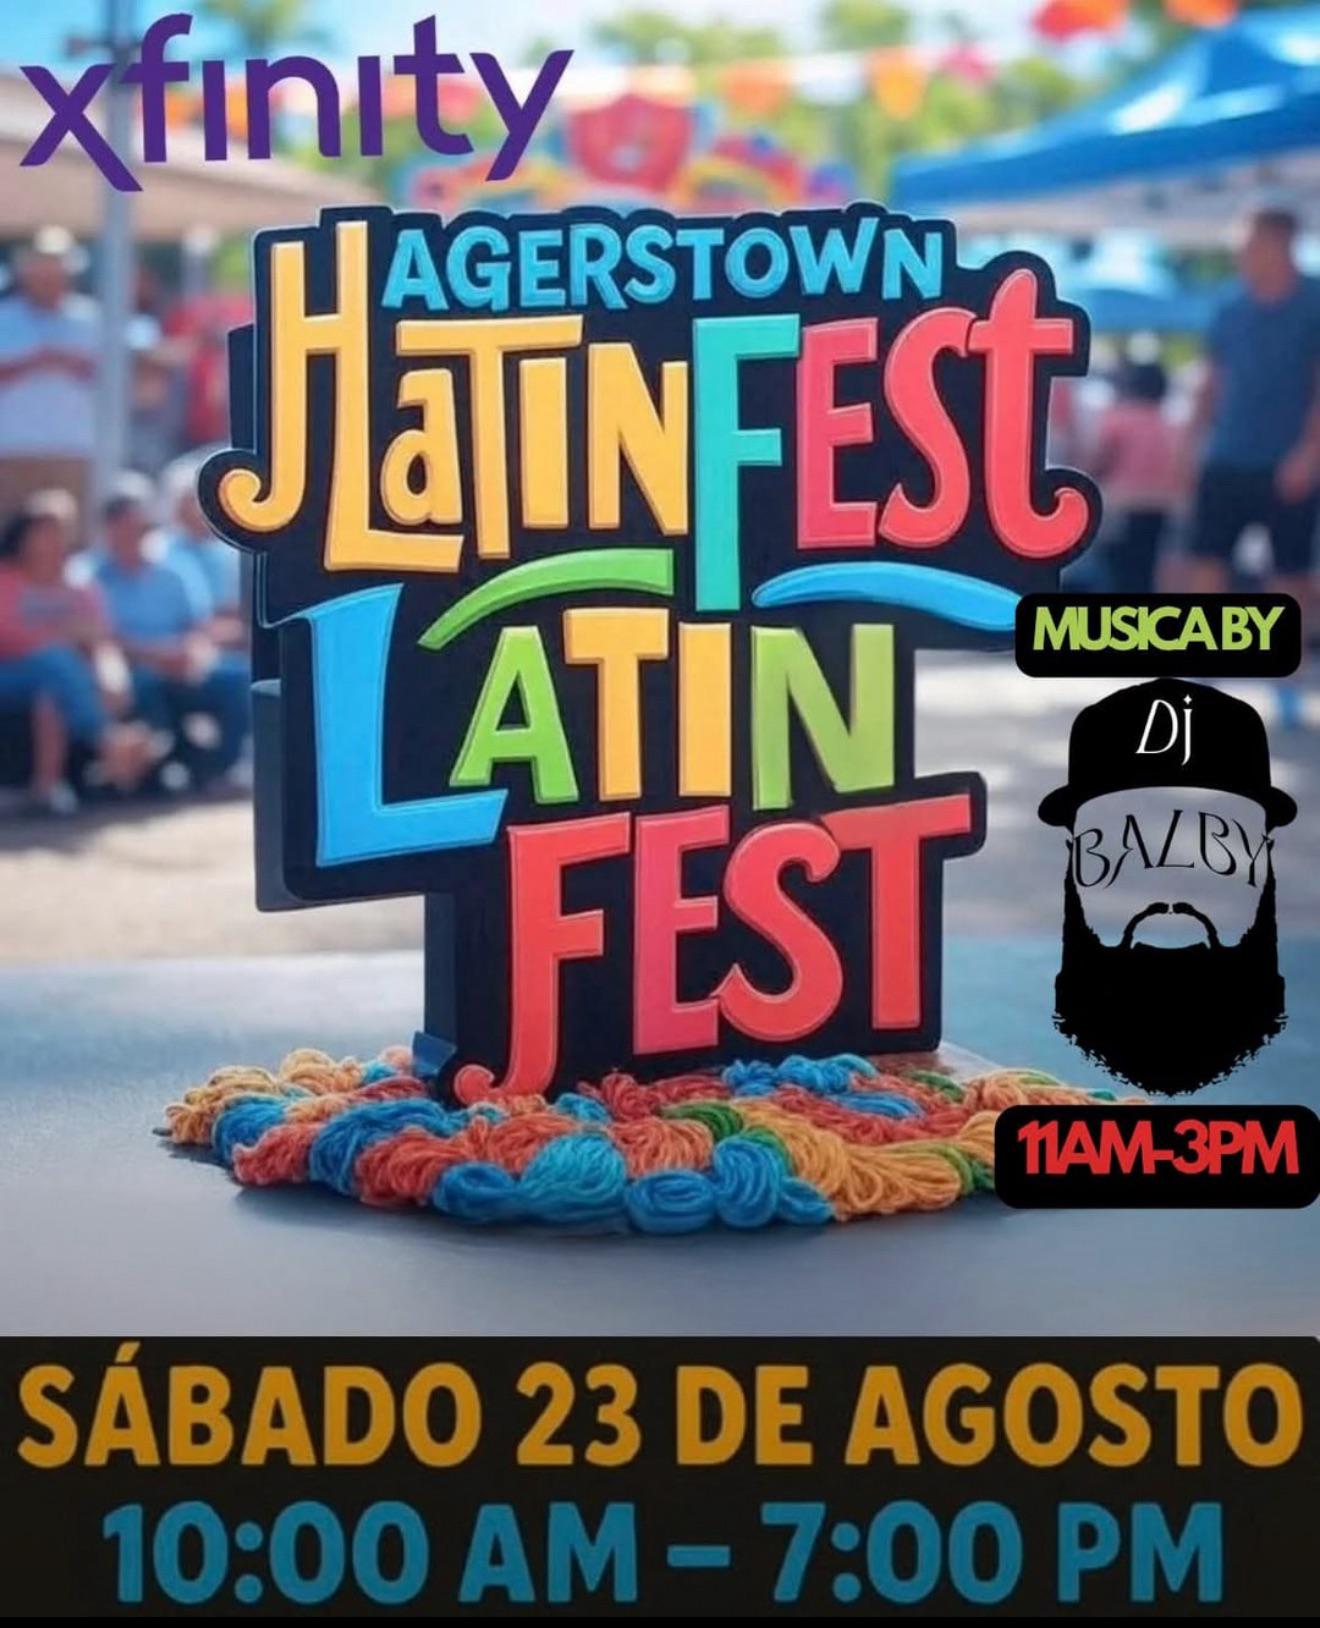 xfinity
HAGERSTOWN
LaTINFESt
LATIN
FEST
MUSICA BY
Dj
BALBY
11AM-3PM
SÁBADO 23 DE AGOSTO
10:00 AM – 7:00 PM